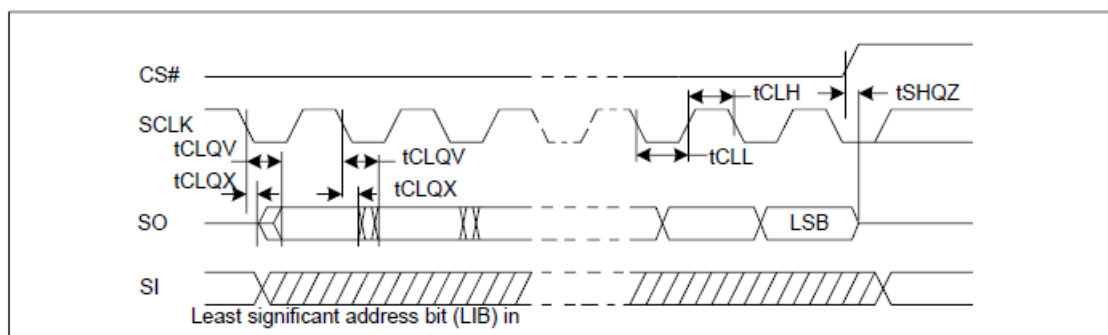 CS#
tCLH
tSHQZ
SCLK
tCLQV
tCLQV
tCLL
tCLQX
tCLQX
SO
LSB
SI
Least significant address bit (LIB) in